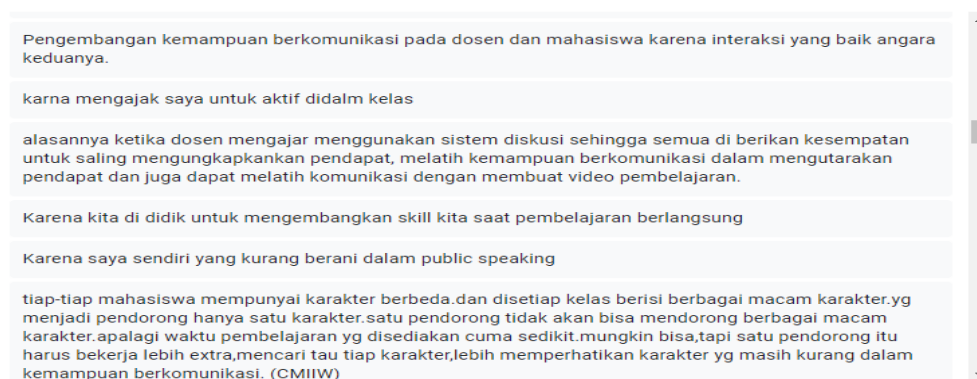 Pengembangan kemampuan berkomunikasi pada dosen dan mahasiswa karena interaksi yang baik angara
keduanya.
karna mengajak saya untuk aktif didalm kelas
alasannya ketika dosen mengajar menggunakan sistem diskusi sehingga semua di berikan kesempatan
untuk saling mengungkapkankan pendapat, melatih kemampuan berkomunikasi dalam mengutarakan
pendapat dan juga dapat melatih komunikasi dengan membuat video pembelajaran.
Karena kita di didik untuk mengembangkan skill kita saat pembelajaran berlangsung
Karena saya sendiri yang kurang berani dalam public speaking
tiap-tiap mahasiswa mempunyai karakter berbeda.dan disetiap kelas berisi berbagai macam karakter.yg
menjadi pendorong hanya satu karakter.satu pendorong tidak akan bisa mendorong berbagai macam
karakter.apalagi waktu pembelajaran yg disediakan cuma sedikit.mungkin bisa,tapi satu pendorong itu
harus bekerja lebih extra,mencari tau tiap karakter,lebih memperhatikan karakter yg masih kurang dalam
kemampuan berkomunikasi. (CMIIW)